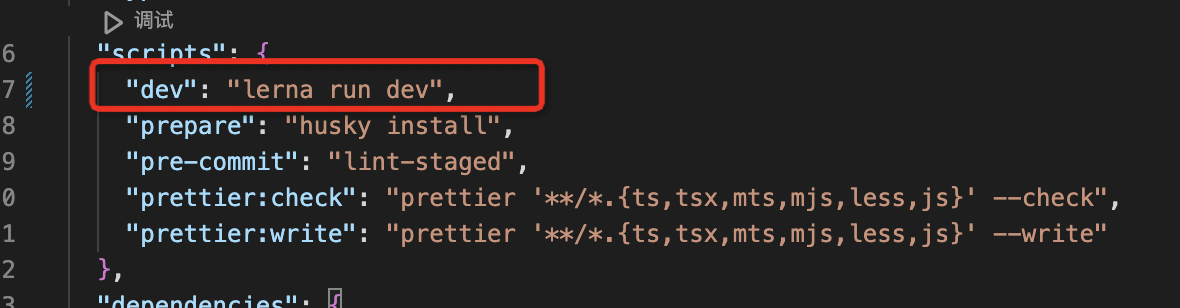 调试
6 "scripts": {
7 "dev": "lerna run dev",
8 "prepare": "husky install",
9 "pre-commit": "lint-staged",
0 "prettier:check": "prettier '**/*.{ts,tsx,mts,mjs,less,js}' --check",
1 "prettier:write": "prettier '**/*.{ts,tsx,mts,mjs,less,js}' --write"
2 },
3 "dependencies": {